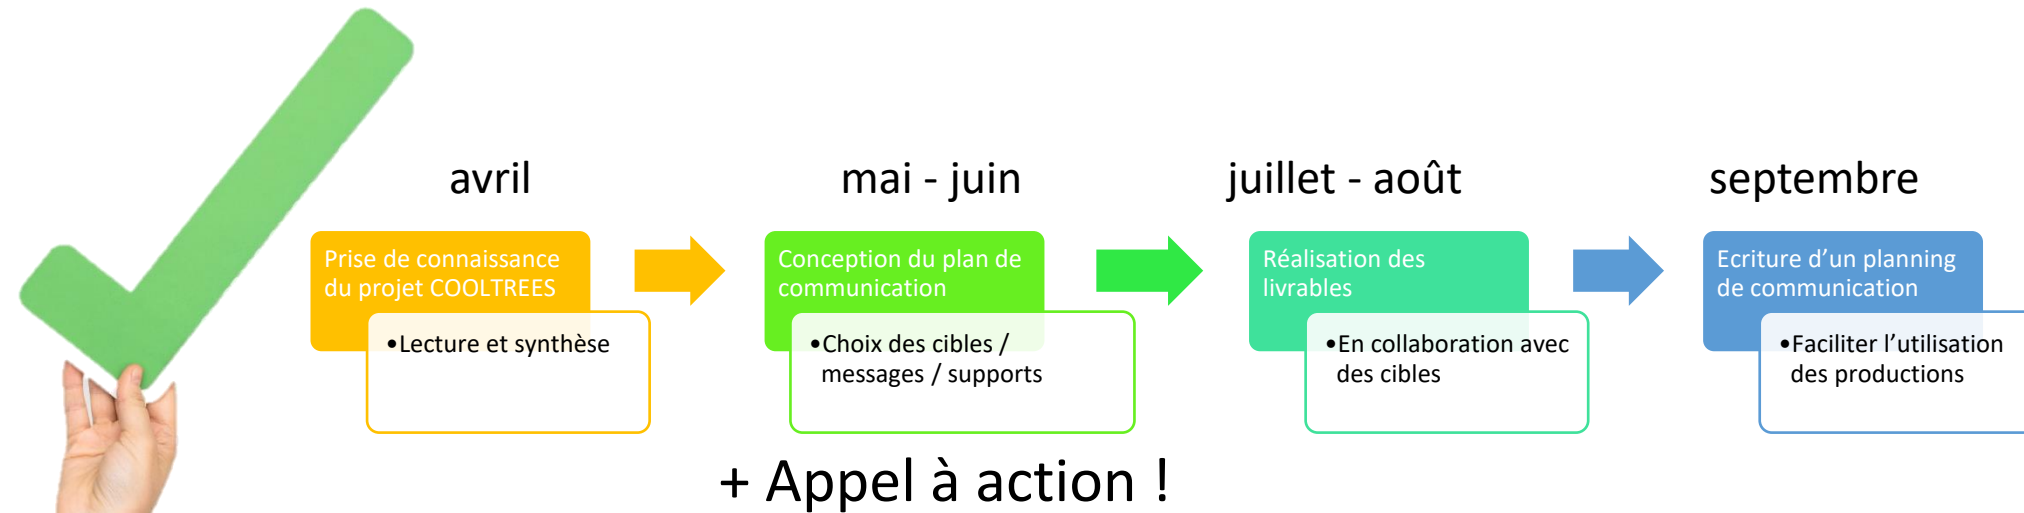 avril
Prise de connaissance
du projet COOLTREES
•Lecture et synthèse
mai - juin
Conception du plan de
communication
•Choix des cibles /
messages / supports
juillet - août
Réalisation des
livrables
•En collaboration avec
des cibles
septembre
Ecriture d’un planning
de communication
•Faciliter l’utilisation
des productions
+ Appel à action !